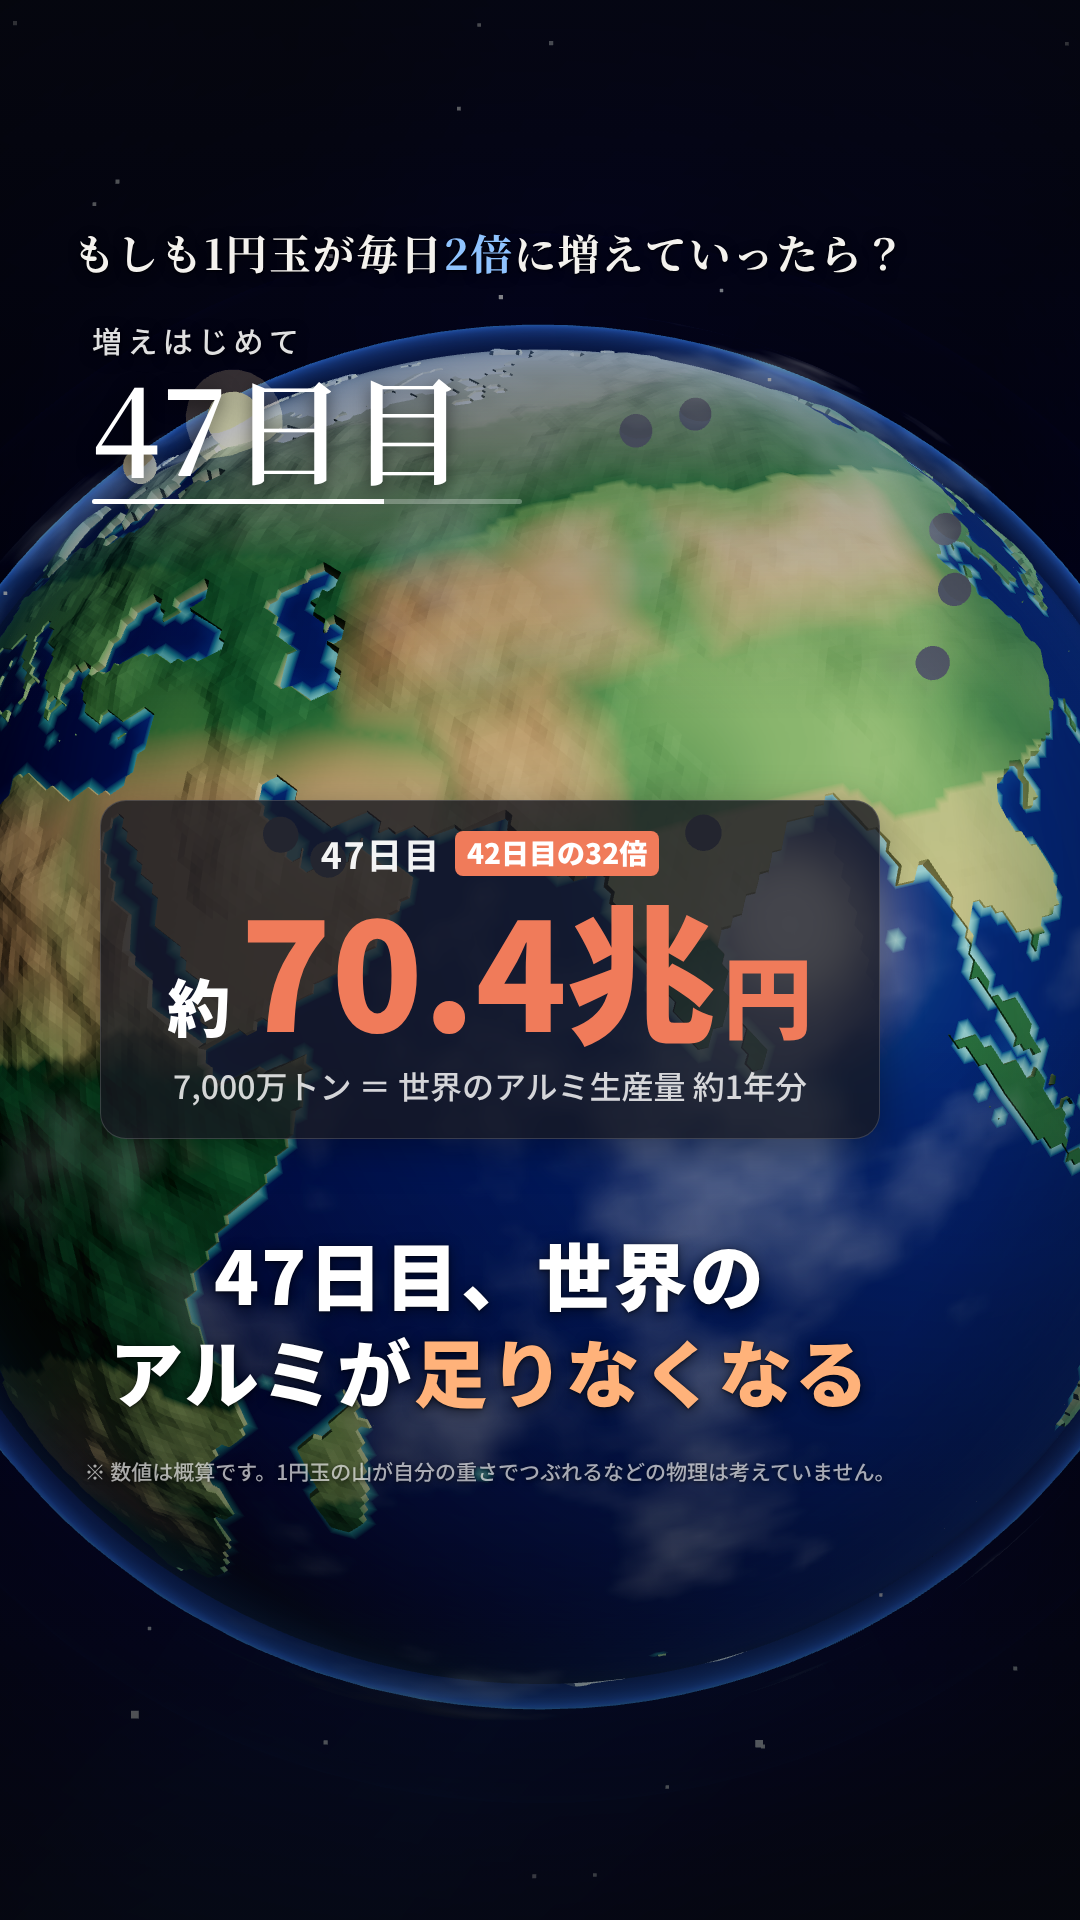 もしも1円玉が毎日2倍に増えていったら？
増えはじめて
47日目
47日目 42日目の32倍
約70.4兆円
7,000万トン ＝ 世界のアルミ生産量 約1年分
47日目、世界の
アルミが足りなくなる
※ 数値は概算です。1円玉の山が自分の重さでつぶれるなどの物理は考えていません。